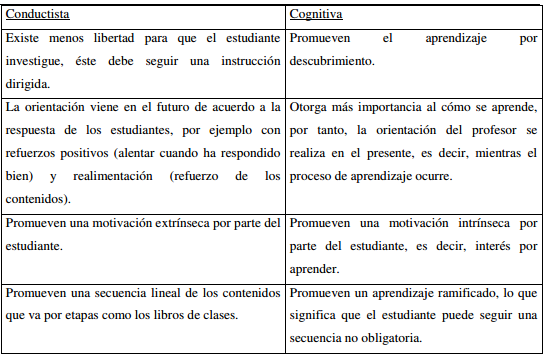 Conductista
Cognitiva
Existe menos libertad para que el estudiante
investigue, éste debe seguir una instrucción
dirigida.
Promueven el aprendizaje por
descubrimiento.
La orientación viene en el futuro de acuerdo a la
respuesta de los estudiantes, por ejemplo con
refuerzos positivos (alentar cuando ha respondido
bien) y realimentación (refuerzo de los
contenidos).
Otorga más importancia al cómo se aprende,
por tanto, la orientación del profesor se
realiza en el presente, es decir, mientras el
proceso de aprendizaje ocurre.
Promueven una motivación extrínseca por parte del
estudiante.
Promueven una motivación intrínseca por
parte del estudiante, es decir, interés por
aprender.
Promueven una secuencia lineal de los contenidos
que va por etapas como los libros de clases.
Promueven un aprendizaje ramificado, lo que
significa que el estudiante puede seguir una
secuencia no obligatoria.